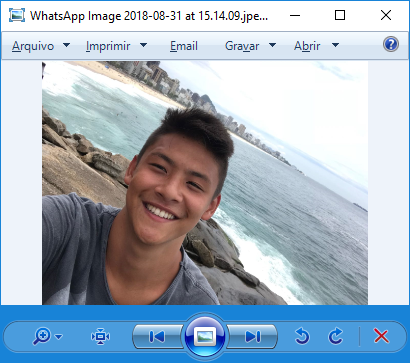 WhatsApp Image 2018-08-31 at 15.14.09.jpe...
Arquivo Imprimir Email Gravar Abrir ?